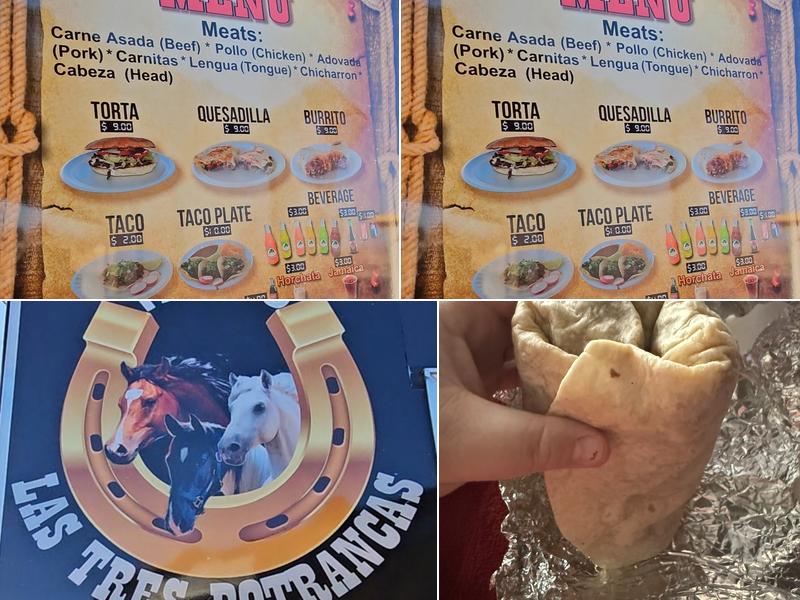 MENU
Meats:
Carne Asada (Beef) * Pollo (Chicken) * Adovada
(Pork) * Carnitas * Lengua (Tongue) * Chicharron *
Cabeza (Head)
TORTA
$ 9.00
QUESADILLA
$ 9.00
BURRITO
$ 9.00
TACO
$ 2.00
TACO PLATE
$10.00
BEVERAGE
$3.00
$3.00
$3.00
$3.00
Horchata
Jamaica
MENU
Meats:
Carne Asada (Beef) * Pollo (Chicken) * Adovada
(Pork) * Carnitas * Lengua (Tongue) * Chicharron *
Cabeza (Head)
TORTA
$ 9.00
QUESADILLA
$ 9.00
BURRITO
$ 9.00
TACO
$ 2.00
TACO PLATE
$10.00
BEVERAGE
$3.00
$3.00
$3.00
$3.00
Horchata
Jamaica
LAS TRES POTRANCAS